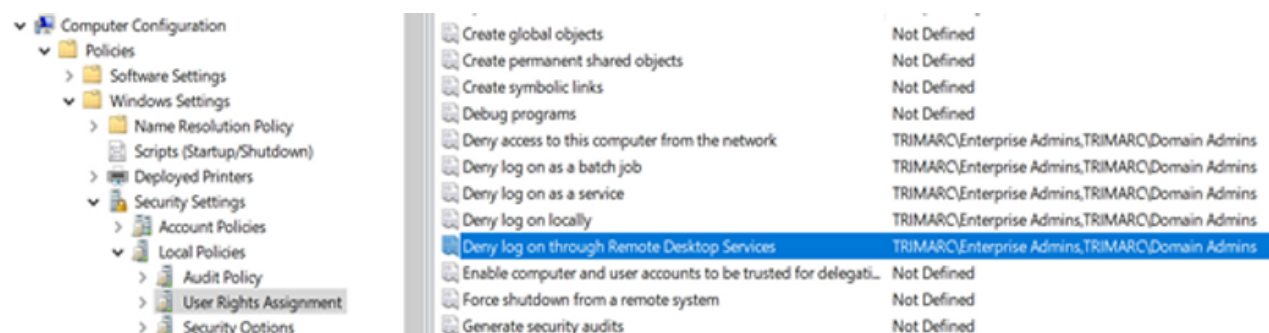 Computer Configuration
Policies
Software Settings
Windows Settings
Name Resolution Policy
Scripts (Startup/Shutdown)
Deployed Printers
Security Settings
Account Policies
Local Policies
Audit Policy
User Rights Assignment
Security Options
Create global objects Not Defined
Create permanent shared objects Not Defined
Create symbolic links Not Defined
Debug programs Not Defined
Deny access to this computer from the network TRIMARC\Enterprise Admins,TRIMARC\Domain Admins
Deny log on as a batch job TRIMARC\Enterprise Admins,TRIMARC\Domain Admins
Deny log on as a service TRIMARC\Enterprise Admins,TRIMARC\Domain Admins
Deny log on locally TRIMARC\Enterprise Admins,TRIMARC\Domain Admins
Deny log on through Remote Desktop Services TRIMARC\Enterprise Admins,TRIMARC\Domain Admins
Enable computer and user accounts to be trusted for delegati... Not Defined
Force shutdown from a remote system Not Defined
Generate security audits Not Defined